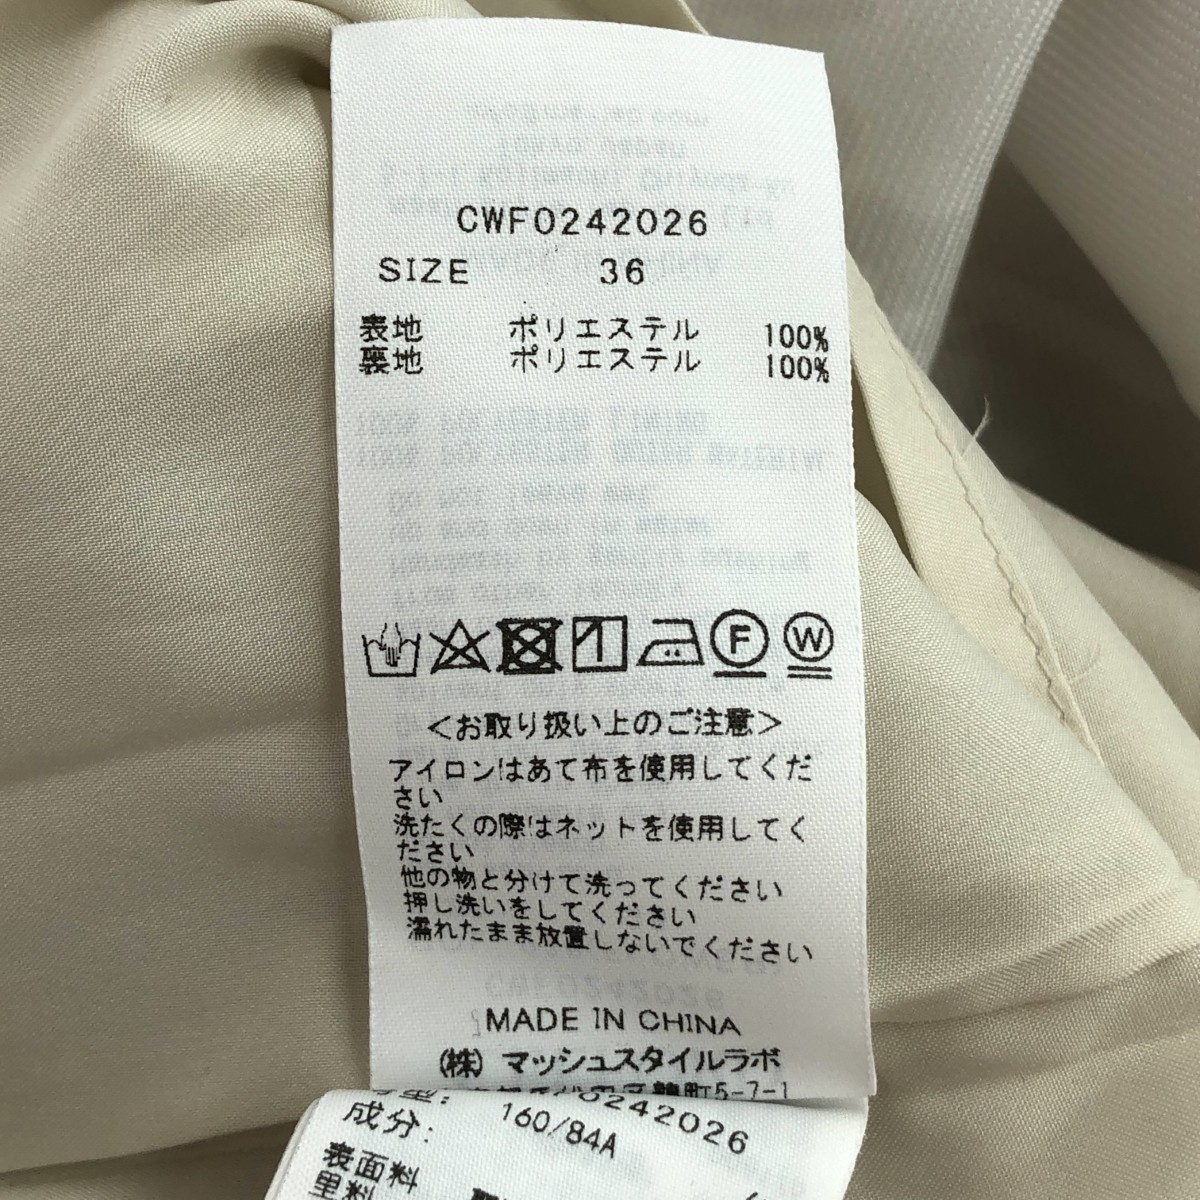 CWF0242026
SIZE 36
表地 ポリエステル 100%
裏地 ポリエステル 100%
F W
<お取り扱い上のご注意>
アイロンはあて布を使用してくだ
さい
洗たくの際はネットを使用してく
ださい
他の物と分けて洗ってください
押し洗いをしてください
濡れたまま放置しないでください
MADE IN CHINA
(株) マッシュスタイルラボ
町5-7-1
0242026
160/84A
成分:
表面料
里料